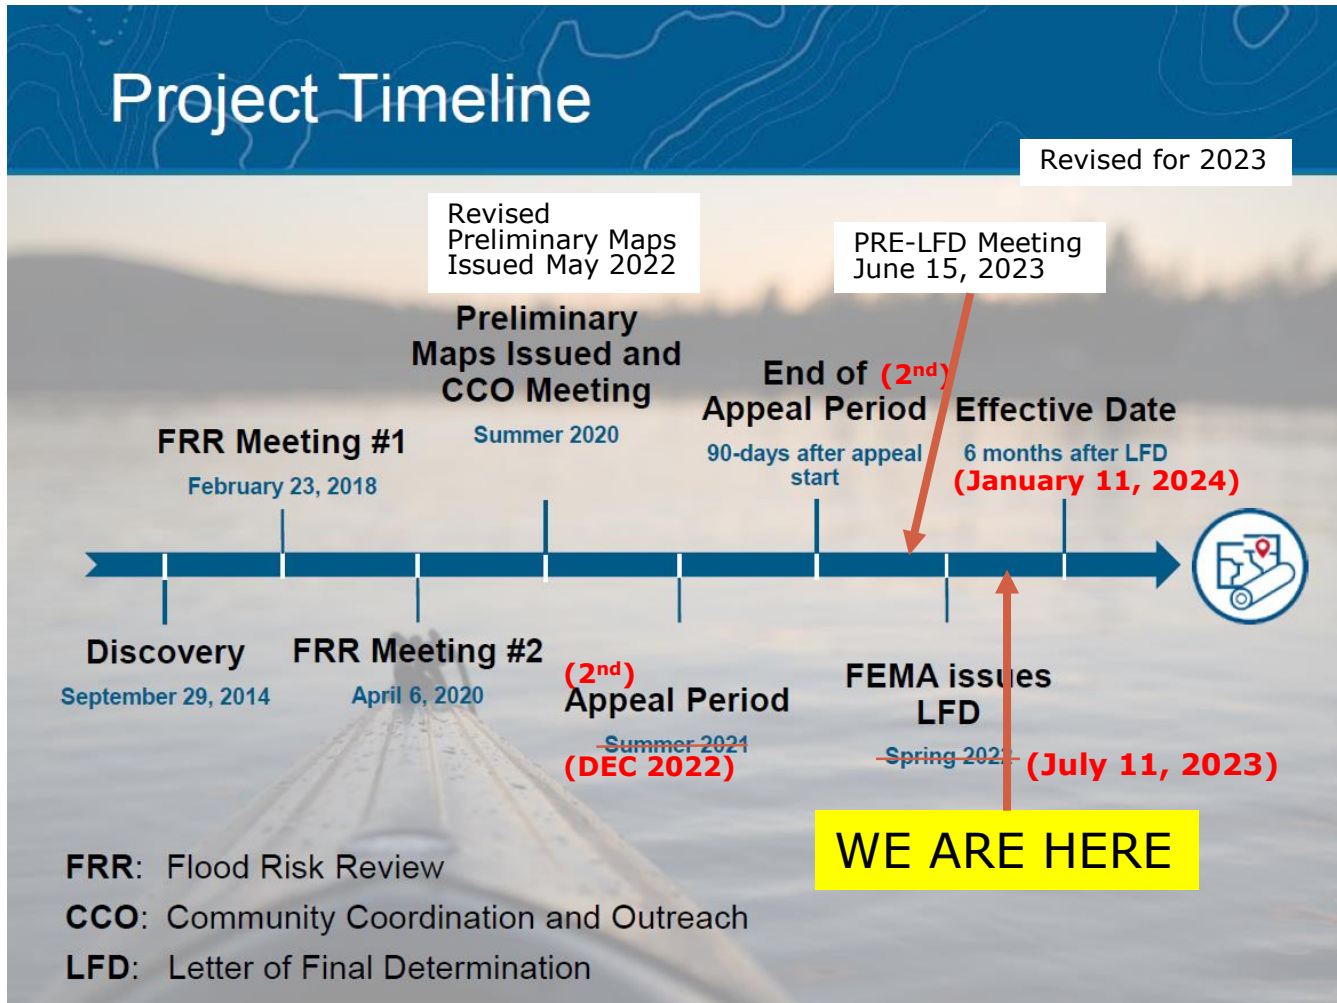 Project Timeline
Revised for 2023
Revised
Preliminary Maps
Issued May 2022
PRE-LFD Meeting
June 15, 2023
Preliminary
Maps Issued and
CCO Meeting
Summer 2020
End of (2nd)
Appeal Period
90-days after appeal
start
Effective Date
6 months after LFD
(January 11, 2024)
FRR Meeting #1
February 23, 2018
Discovery
September 29, 2014
FRR Meeting #2
April 6, 2020
(2nd)
Appeal Period
Summer 2021
(DEC 2022)
FEMA issues
LFD
Spring 2022 (July 11, 2023)
WE ARE HERE
FRR: Flood Risk Review
CCO: Community Coordination and Outreach
LFD: Letter of Final Determination